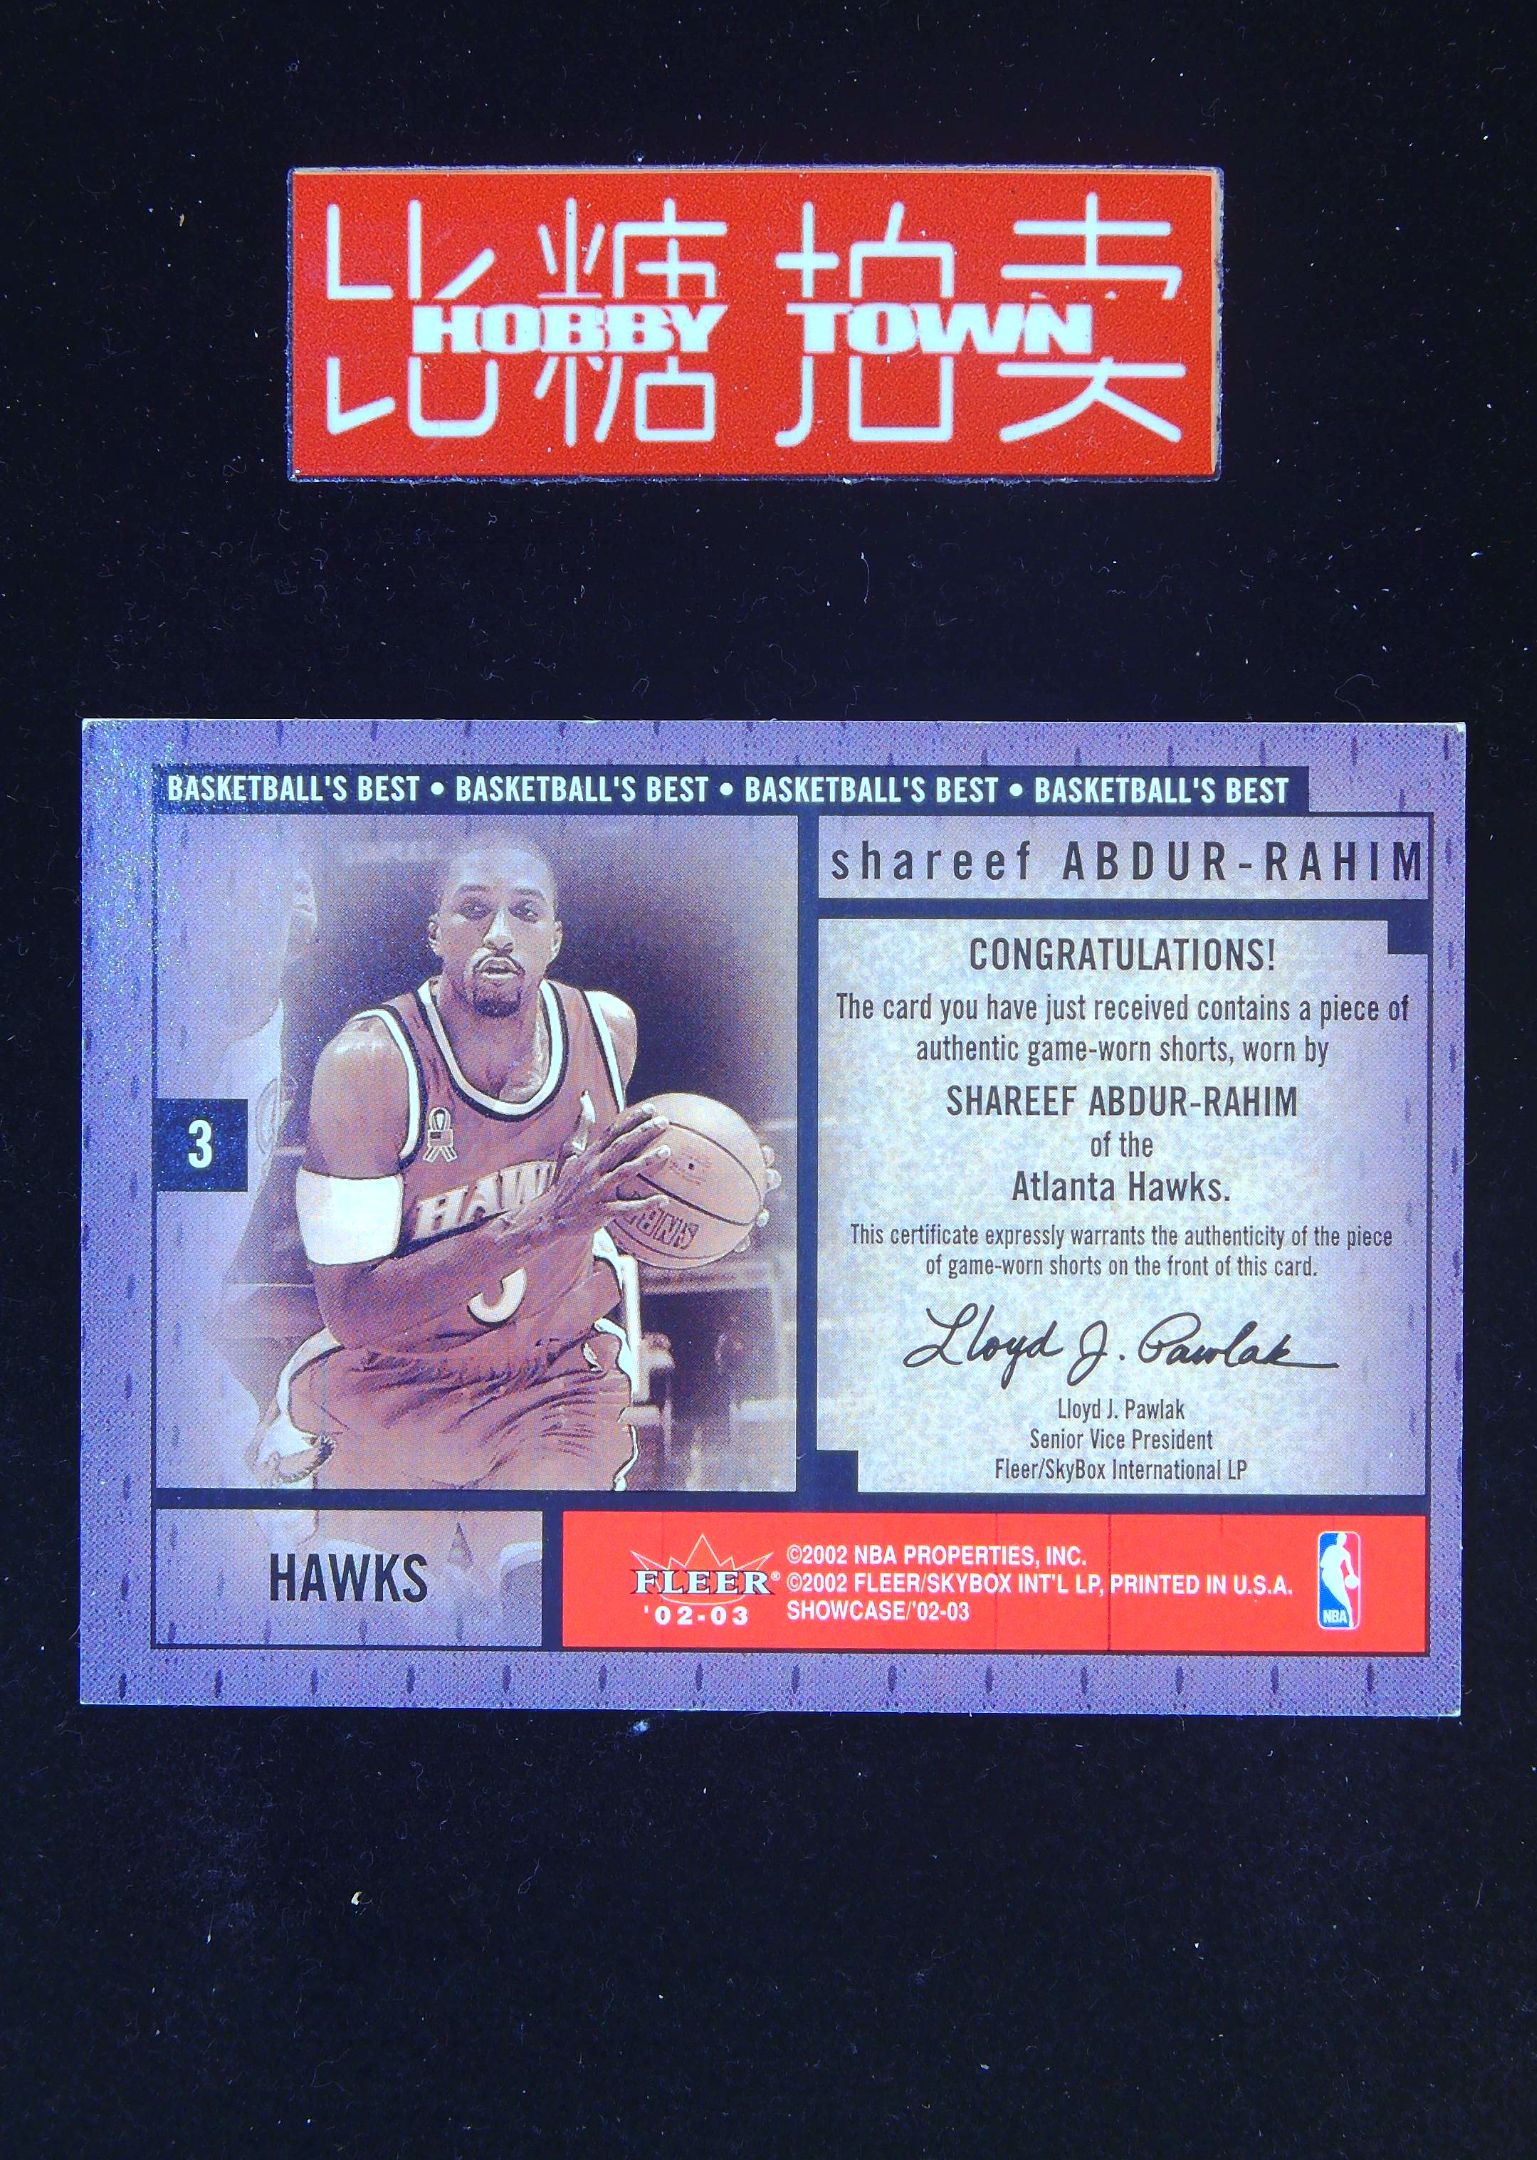 比糖拍卖
HOBBY TOWN
BASKETBALL'S BEST • BASKETBALL'S BEST • BASKETBALL'S BEST • BASKETBALL'S BEST
shareef ABDUR-RAHIM
CONGRATULATIONS!
The card you have just received contains a piece of
authentic game-worn shorts, worn by
SHAREEF ABDUR-RAHIM
of the
Atlanta Hawks.
This certificate expressly warrants the authenticity of the piece
of game-worn shorts on the front of this card.
Lloyd J. Pawlak
Lloyd J. Pawlak
Senior Vice President
Fleer/SkyBox International LP
3
HAW
3
HAWKS
FLEER®
'02-03
©2002 NBA PROPERTIES, INC.
©2002 FLEER/SKYBOX INT'L LP, PRINTED IN U.S.A.
SHOWCASE/'02-03
NBA